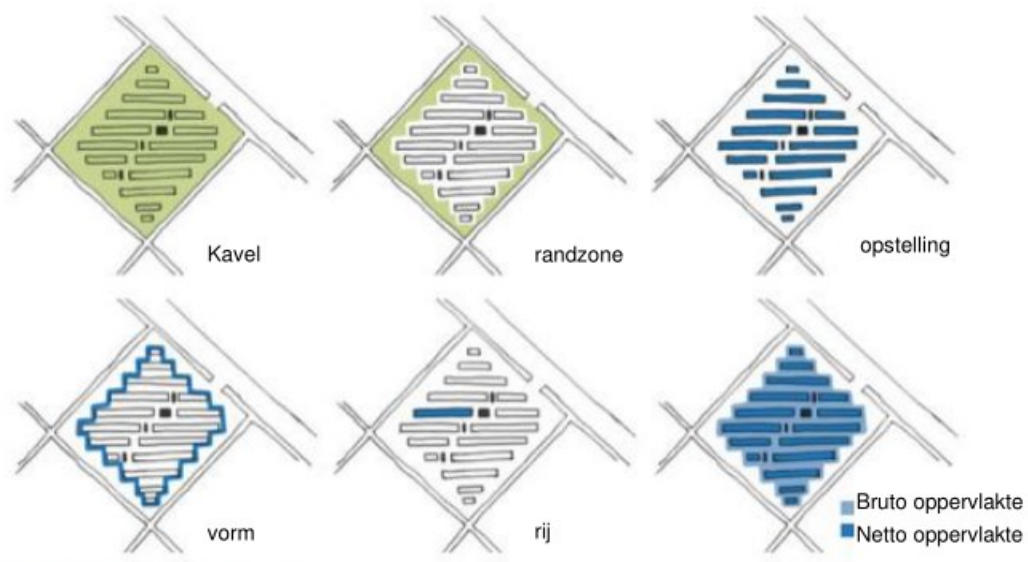 Kavel
randzone
opstelling
vorm
rij
Bruto oppervlakte
Netto oppervlakte